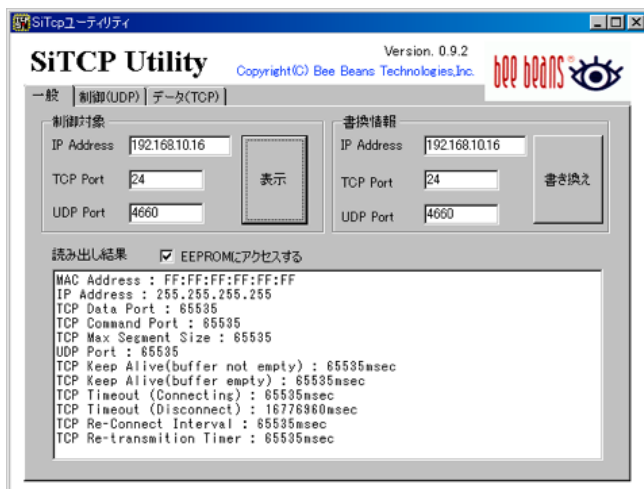 SiTcpユーティリティ
SiTCP Utility
Version. 0.9.2
Copyright(C) Bee Beans Technologies,Inc.
bee beans
一般
制御(UDP)
データ(TCP)
制御対象
IP Address 192.168.10.16
TCP Port 24
UDP Port 4660
表示
書換情報
IP Address 192.168.10.16
TCP Port 24
UDP Port 4660
書き換え
読み出し結果 EEPROMにアクセスする
MAC Address : FF:FF:FF:FF:FF:FF
IP Address : 255.255.255.255
TCP Data Port : 65535
TCP Command Port : 65535
TCP Max Segment Size : 65535
UDP Port : 65535
TCP Keep Alive(buffer not empty) : 65535msec
TCP Keep Alive(buffer empty) : 65535msec
TCP Timeout (Connecting) : 65535msec
TCP Timeout (Disconnect) : 16776960msec
TCP Re-Connect Interval : 65535msec
TCP Re-transmition Timer : 65535msec